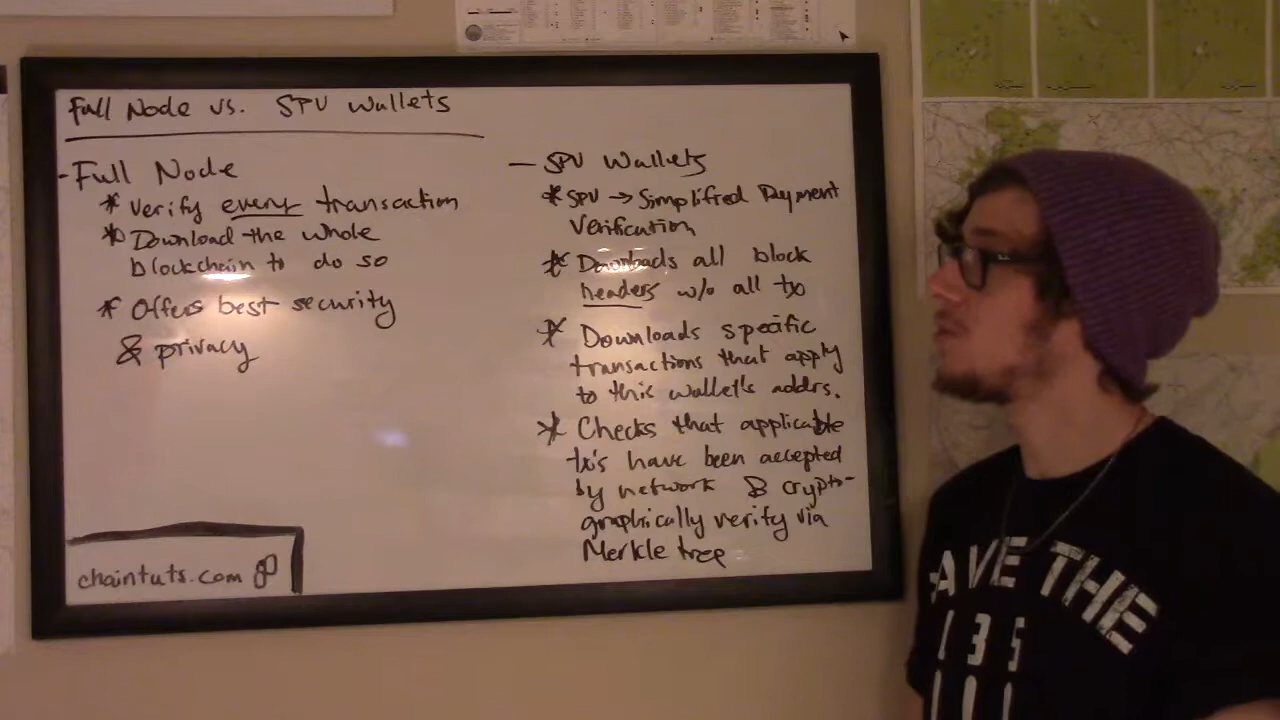 Full Node vs. SPV Wallets
- Full Node
* Verify every transaction
* Download the whole
blockchain to do so
* Offers best security
& privacy
chaintuts.com
- SPV Wallets
* SPV → Simplified Payment
Verification
* Downloads all block
headers w/o all tx
* Downloads specific
transactions that apply
to this wallet's addrs.
* Checks that applicable
tx's have been accepted
by network & crypto-
graphically verify via
Merkle tree
AVE THE
135